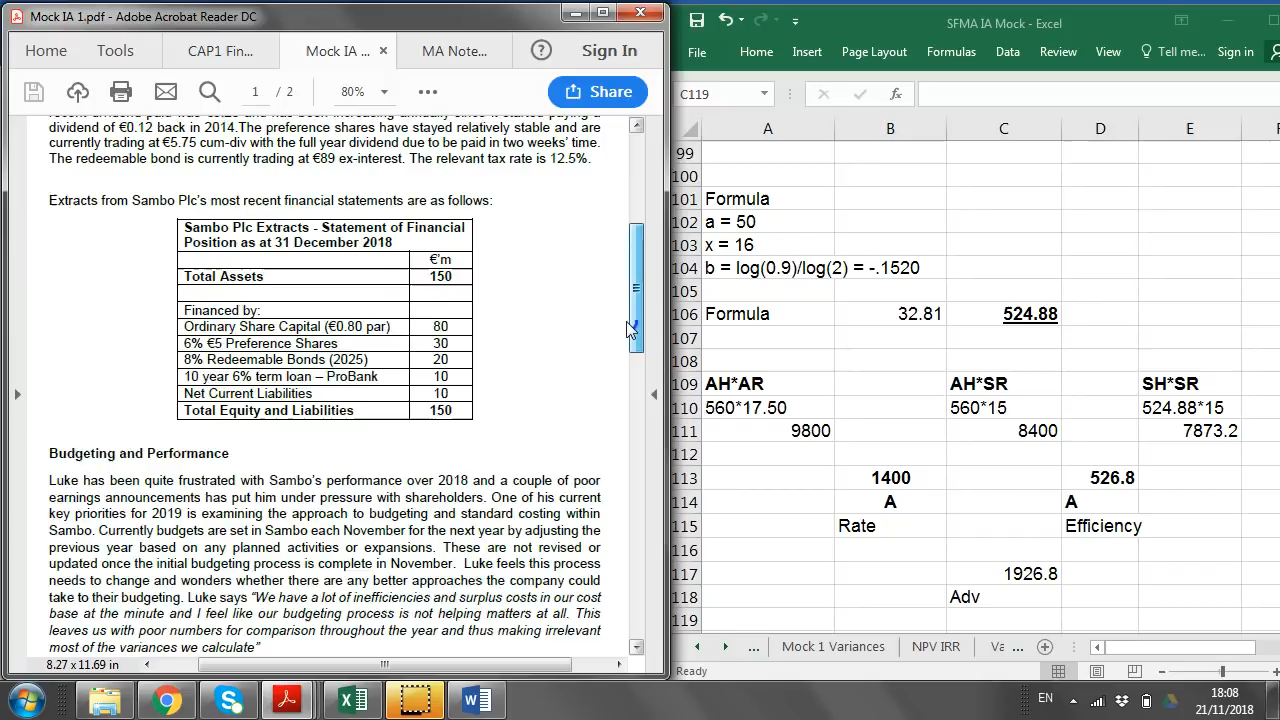 Mock IA 1.pdf - Adobe Acrobat Reader DC
Home Tools CAP1 Fin... Mock IA ... × MA Note... ? Sign In
1 / 2 80% Share
dividend of €0.12 back in 2014.The preference shares have stayed relatively stable and are
currently trading at €5.75 cum-div with the full year dividend due to be paid in two weeks' time.
The redeemable bond is currently trading at €89 ex-interest. The relevant tax rate is 12.5%.
Extracts from Sambo Plc's most recent financial statements are as follows:
Sambo Plc Extracts - Statement of Financial
Position as at 31 December 2018
€'m
Total Assets 150
Financed by:
Ordinary Share Capital (€0.80 par) 80
6% €5 Preference Shares 30
8% Redeemable Bonds (2025) 20
10 year 6% term loan – ProBank 10
Net Current Liabilities 10
Total Equity and Liabilities 150
Budgeting and Performance
Luke has been quite frustrated with Sambo's performance over 2018 and a couple of poor
earnings announcements has put him under pressure with shareholders. One of his current
key priorities for 2019 is examining the approach to budgeting and standard costing within
Sambo. Currently budgets are set in Sambo each November for the next year by adjusting the
previous year based on any planned activities or expansions. These are not revised or
updated once the initial budgeting process is complete in November. Luke feels this process
needs to change and wonders whether there are any better approaches the company could
take to their budgeting. Luke says "We have a lot of inefficiencies and surplus costs in our cost
base at the minute and I feel like our budgeting process is not helping matters at all. This
leaves us with poor numbers for comparison throughout the year and thus making irrelevant
most of the variances we calculate"
8.27 x 11.69 in
SFMA IA Mock - Excel
File Home Insert Page Layout Formulas Data Review View Tell me... Sign in
C119 fx
A B C D E
99
100
101 Formula
102 a = 50
103 x = 16
104 b = log(0.9)/log(2) = -.1520
105
106 Formula 32.81 524.88
107
108
109 AH*AR AH*SR SH*SR
110 560*17.50 560*15 524.88*15
111 9800 8400 7873.2
112
113 1400 526.8
114 A A
115 Rate Efficiency
116
117 1926.8
118 Adv
119
... Mock 1 Variances NPV IRR Va ...
Ready
EN 18:08
21/11/2018